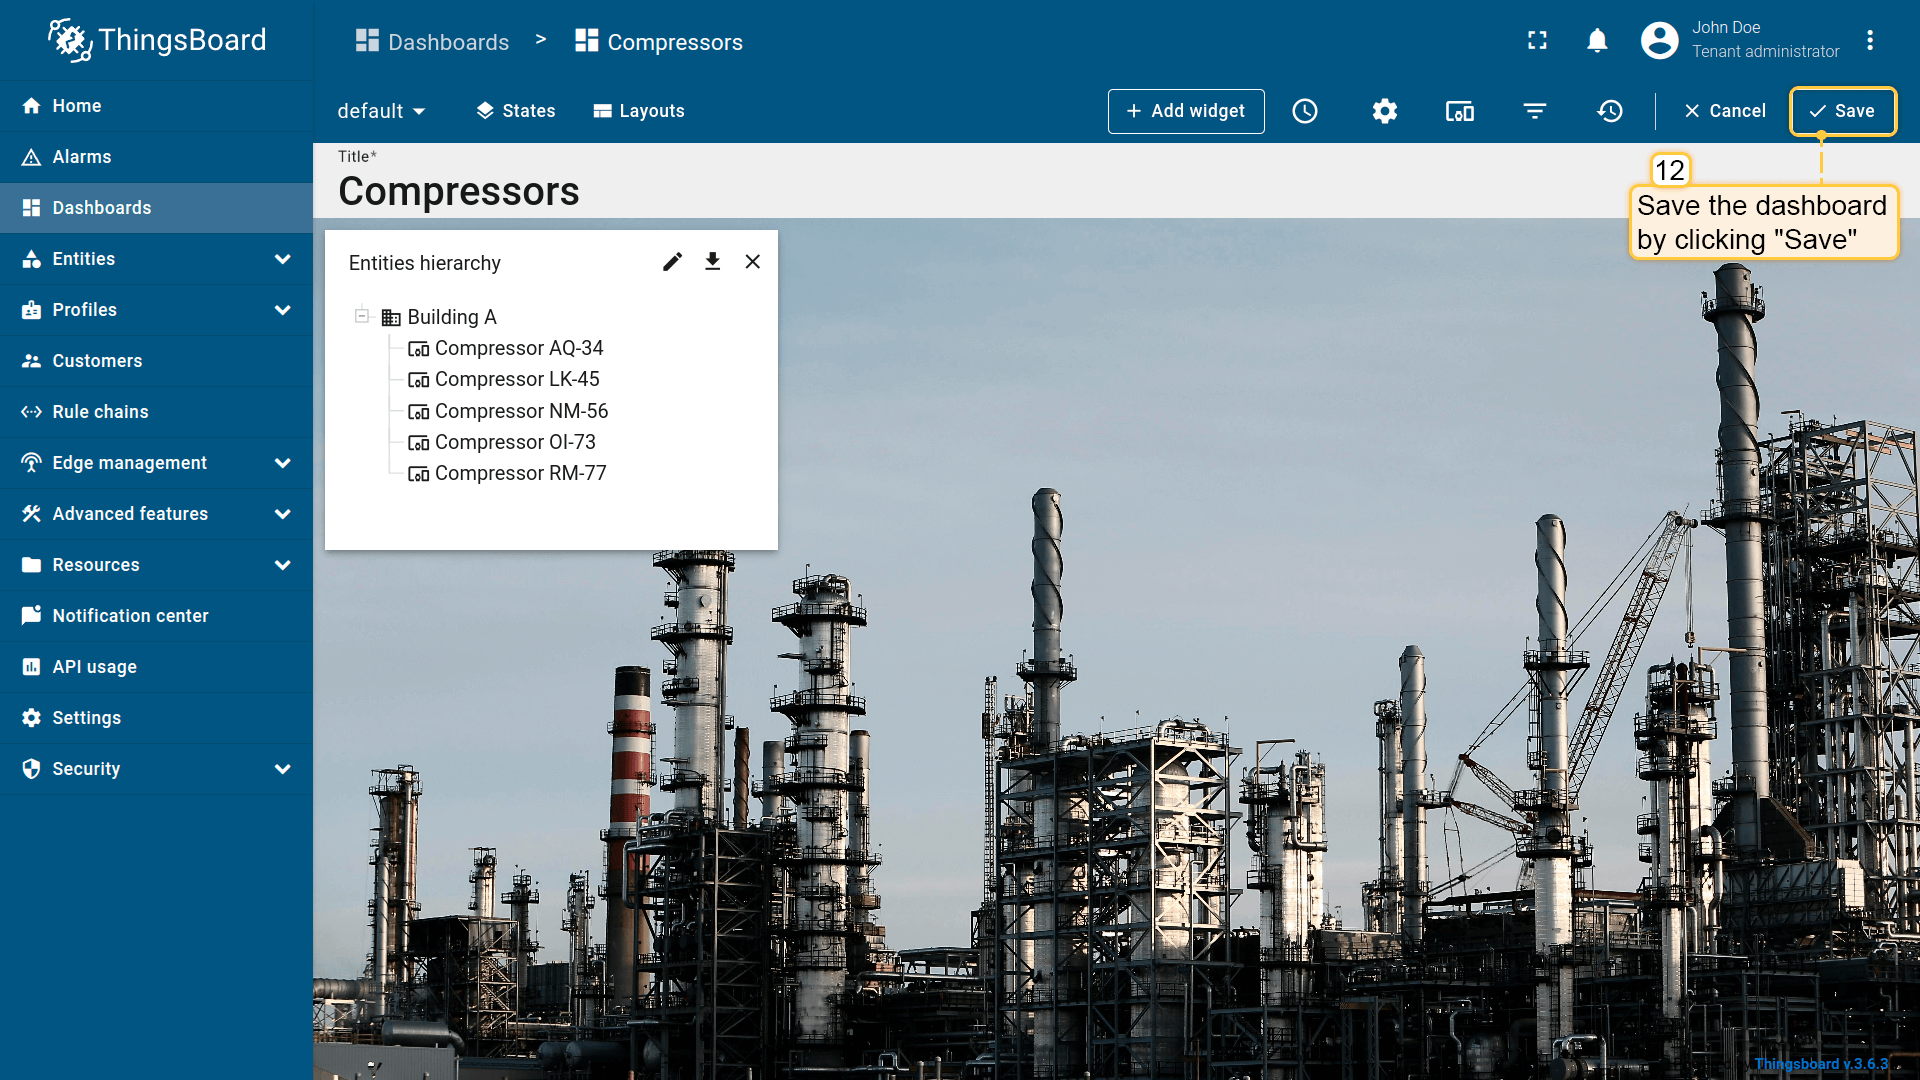 ThingsBoard
Dashboards > Compressors
John Doe
Tenant administrator
Home
Alarms
Dashboards
Entities
Profiles
Customers
Rule chains
Edge management
Advanced features
Resources
Notification center
API usage
Settings
Security
default States Layouts
+ Add widget
Cancel
Save
Title*
Compressors
12
Save the dashboard
by clicking "Save"
Entities hierarchy
Building A
Compressor AQ-34
Compressor LK-45
Compressor NM-56
Compressor OI-73
Compressor RM-77
Thingsboard v.3.6.3